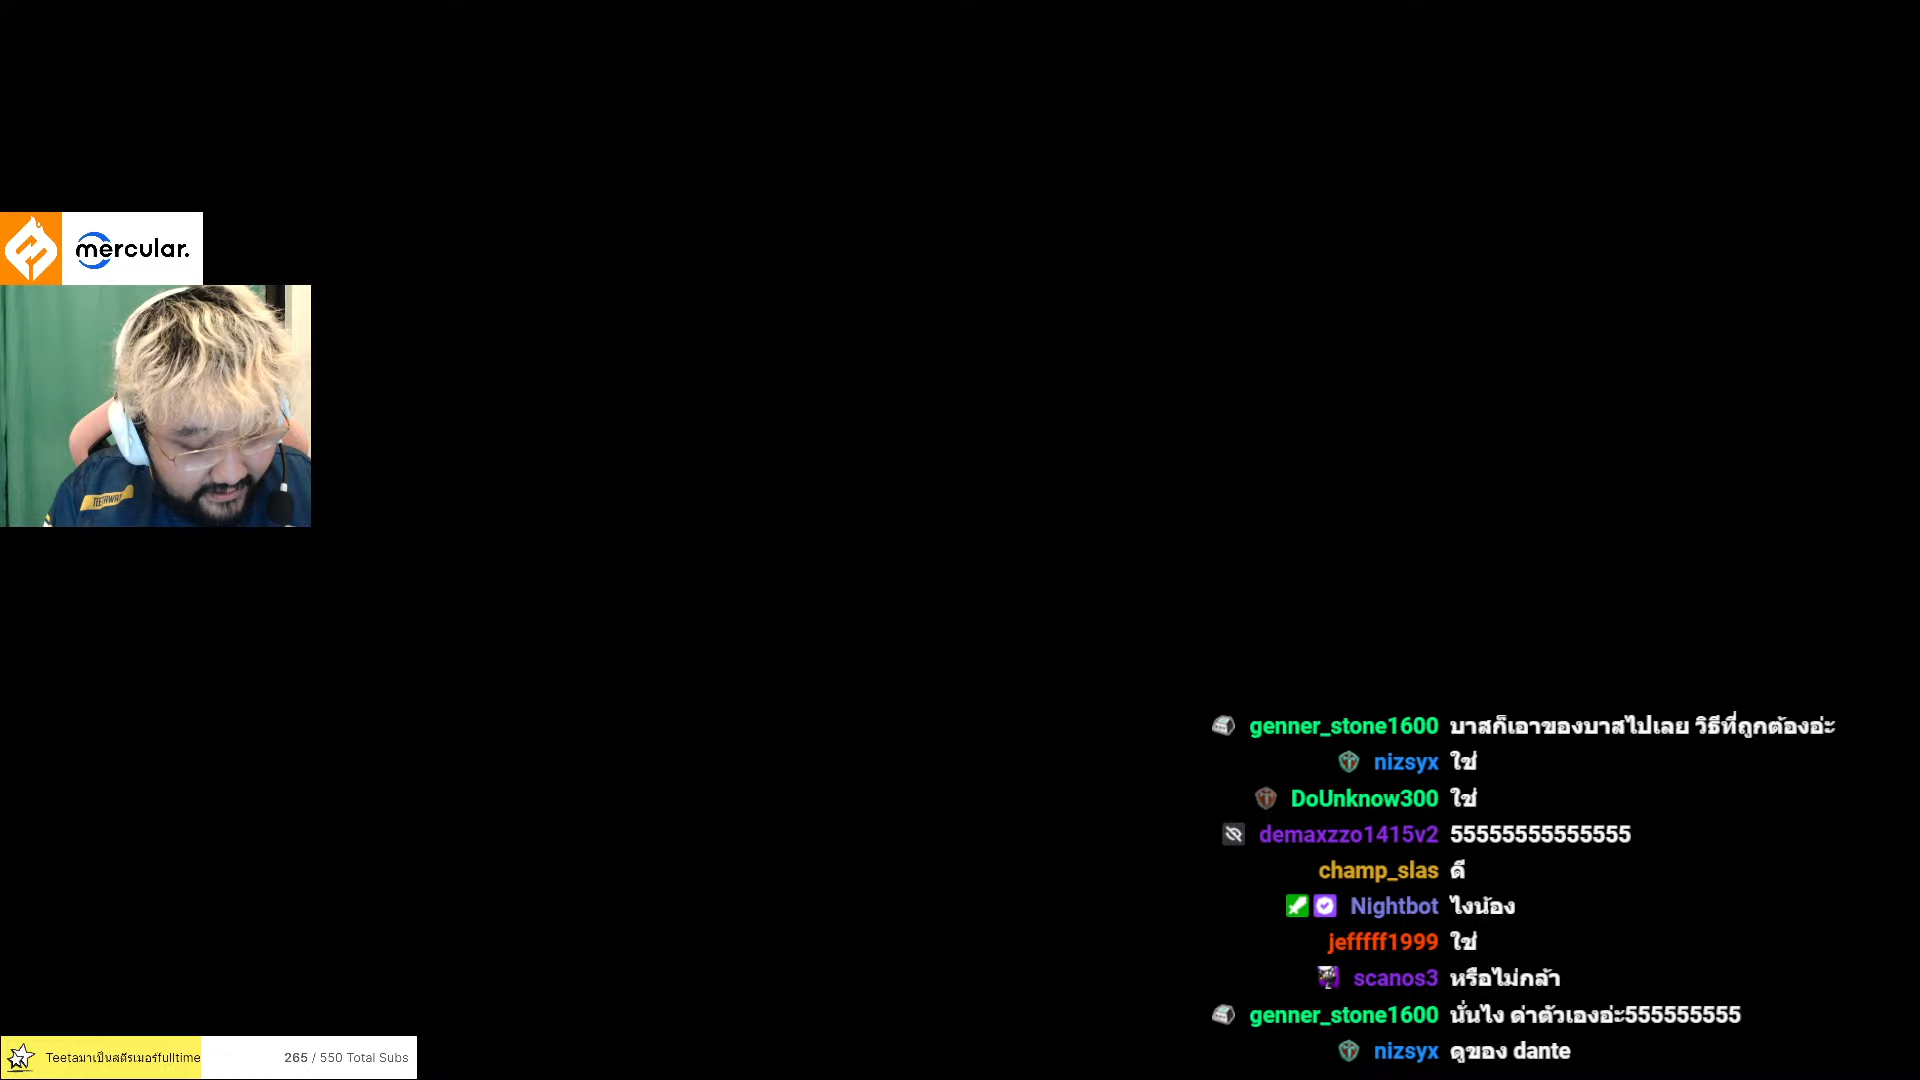 mercular.
TEETAWAT
genner_stone1600 บาสก็เอาของบาสไปเลย วิธีที่ถูกต้องอ่ะ
nizsyx ใช่
DoUnknow300 ใช่
demaxzzo1415v2 55555555555555
champ_slas ดี
Nightbot ไงน้อง
jefffff1999 ใช่
scanos3 หรือไม่กล้า
genner_stone1600 นั่นไง ด่าตัวเองอ่ะ555555555
nizsyx ดูของ dante
Teetaมาเป็นสตีรเมอร์fulltime 265 / 550 Total Subs